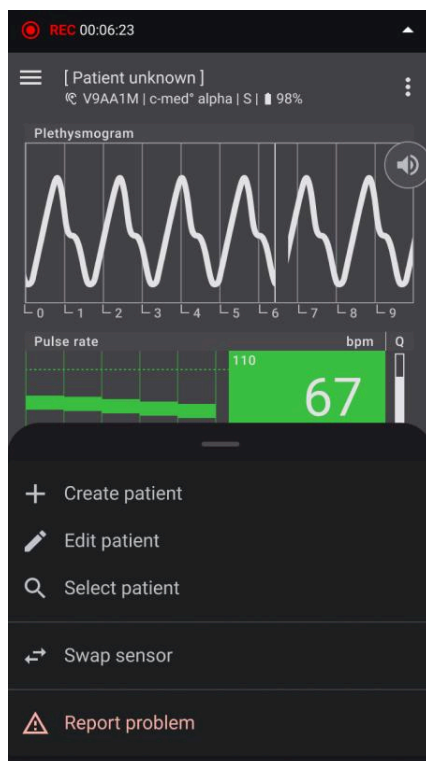 REC 00:06:23
[ Patient unknown ]
V9AA1M | c-med° alpha | S | 98%
Plethysmogram
0 1 2 3 4 5 6 7 8 9
Pulse rate bpm Q
110
67
Create patient
Edit patient
Select patient
Swap sensor
Report problem